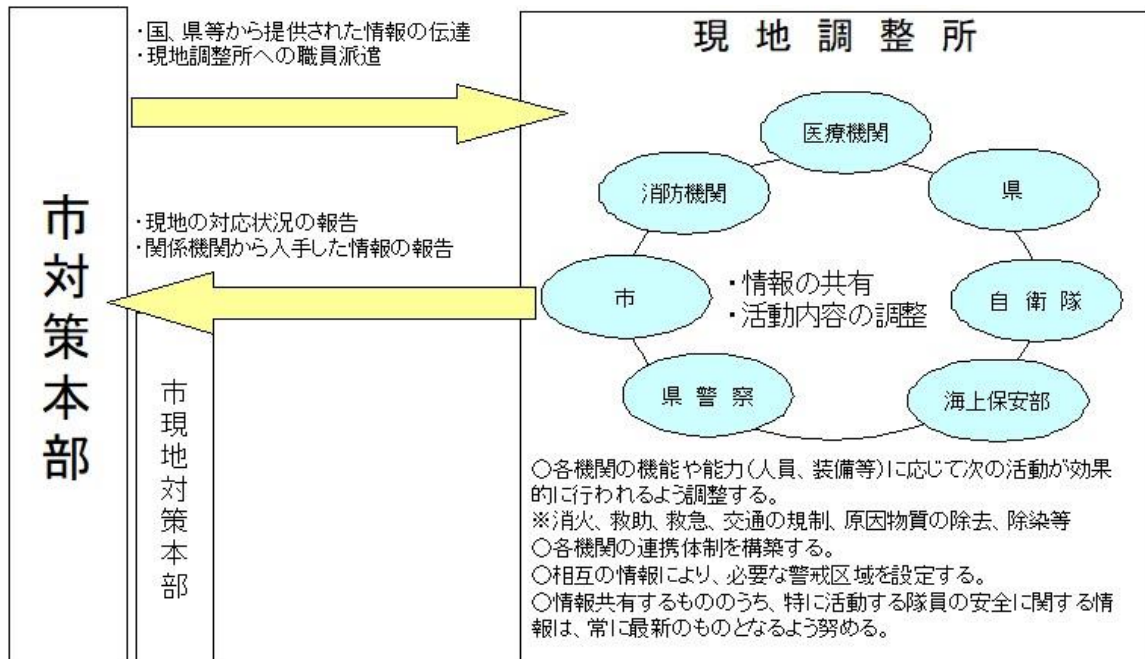 ・国、県等から提供された情報の伝達
・現地調整所への職員派遣
市対策本部
・現地の対応状況の報告
・関係機関から入手した情報の報告
市現地対策本部
現地調整所
医療機関
消防機関
県
市
・情報の共有
・活動内容の調整
自衛隊
県警察
海上保安部
○各機関の機能や能力(人員、装備等)に応じて次の活動が効果
的に行われるよう調整する。
※消火、救助、救急、交通の規制、原因物質の除去、除染等
○各機関の連携体制を構築する。
○相互の情報により、必要な警戒区域を設定する。
○情報共有するもののうち、特に活動する隊員の安全に関する情
報は、常に最新のものとなるよう努める。